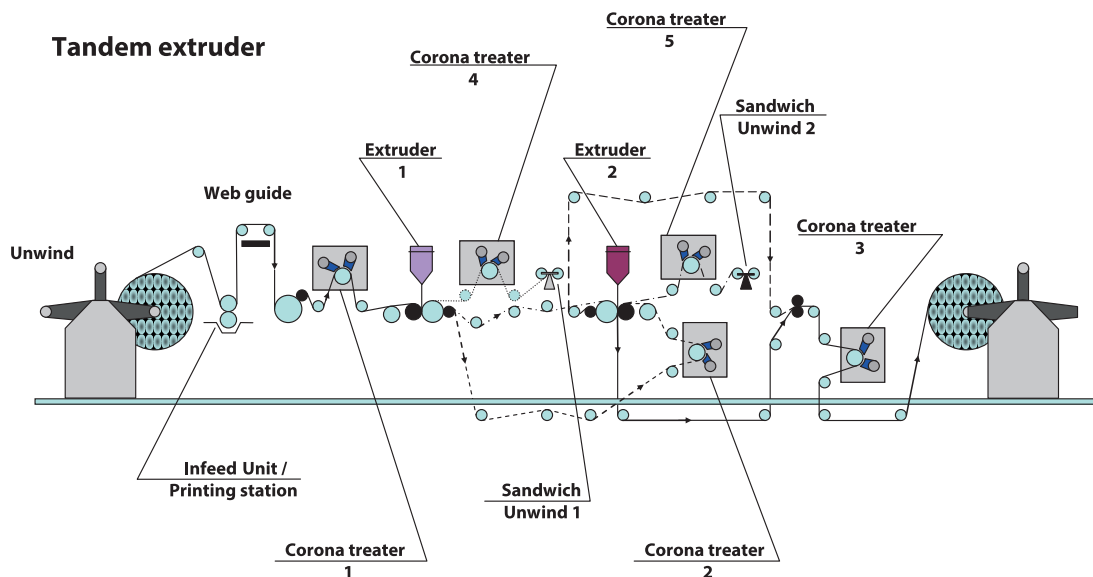 Tandem extruder
Corona treater
4
Corona treater
5
Sandwich
Unwind 2
Extruder
1
Extruder
2
Web guide
Corona treater
3
Unwind
Infeed Unit /
Printing station
Sandwich
Unwind 1
Corona treater
1
Corona treater
2